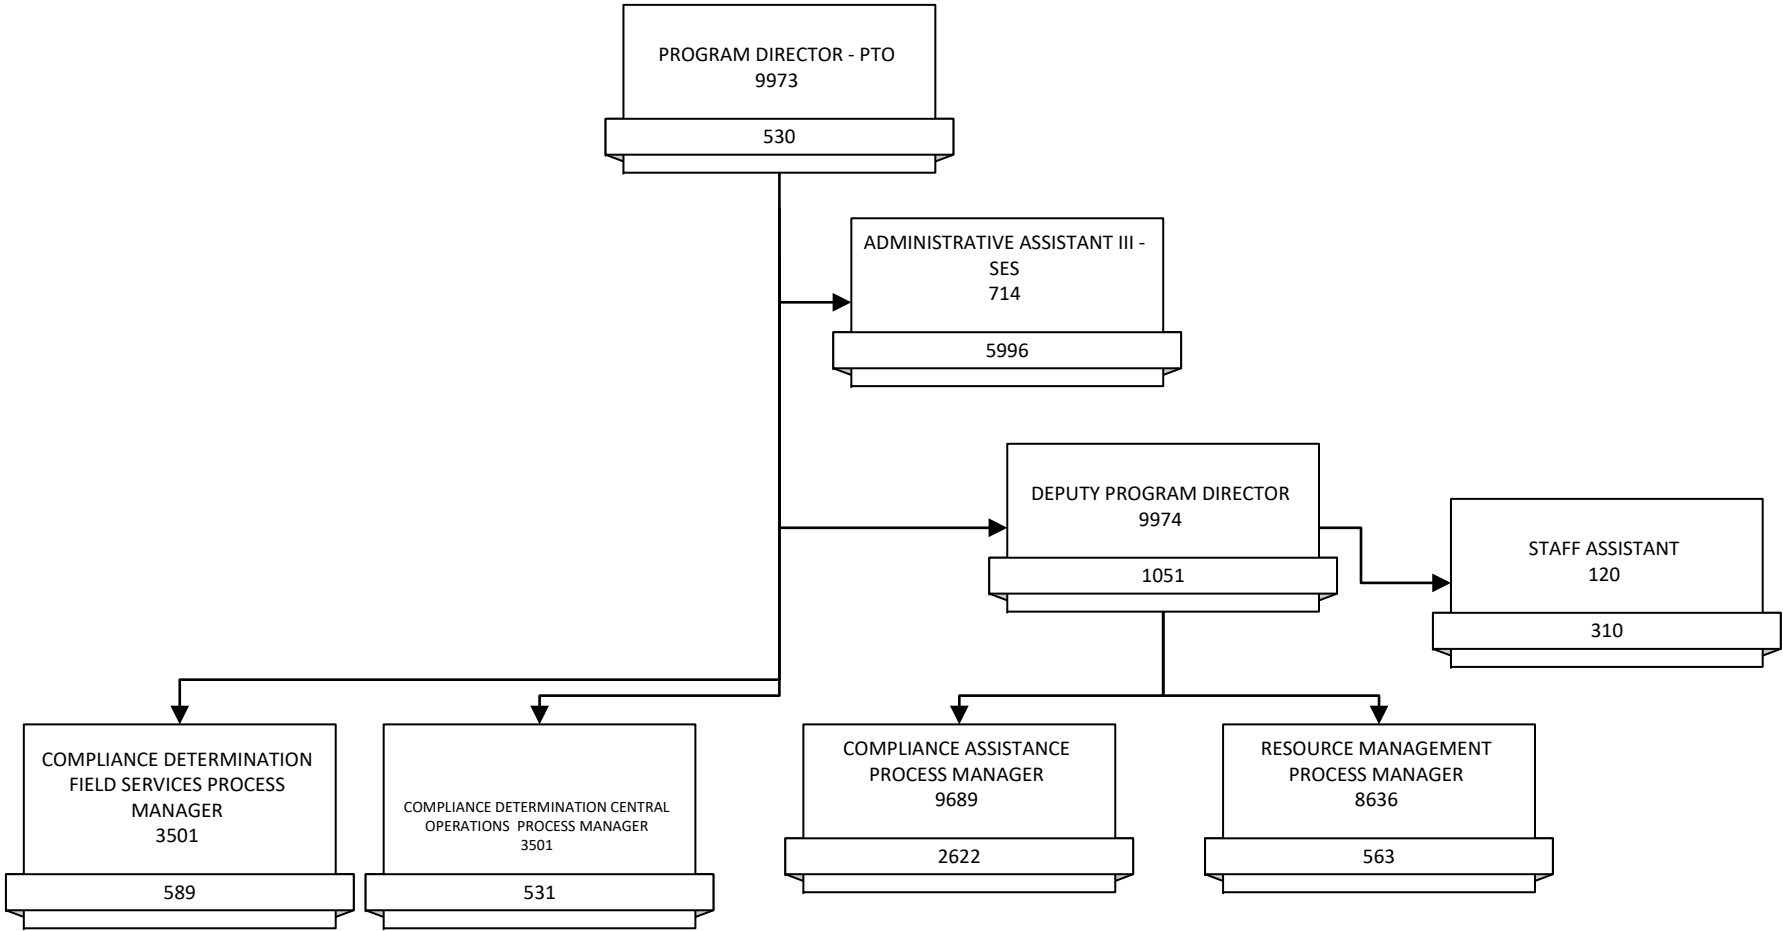 PROGRAM DIRECTOR - PTO
9973
530
ADMINISTRATIVE ASSISTANT III -
SES
714
5996
DEPUTY PROGRAM DIRECTOR
9974
1051
STAFF ASSISTANT
120
310
COMPLIANCE DETERMINATION
FIELD SERVICES PROCESS
MANAGER
3501
589
COMPLIANCE DETERMINATION CENTRAL
OPERATIONS  PROCESS MANAGER
3501
531
COMPLIANCE ASSISTANCE
PROCESS MANAGER
9689
2622
RESOURCE MANAGEMENT
PROCESS MANAGER
8636
563